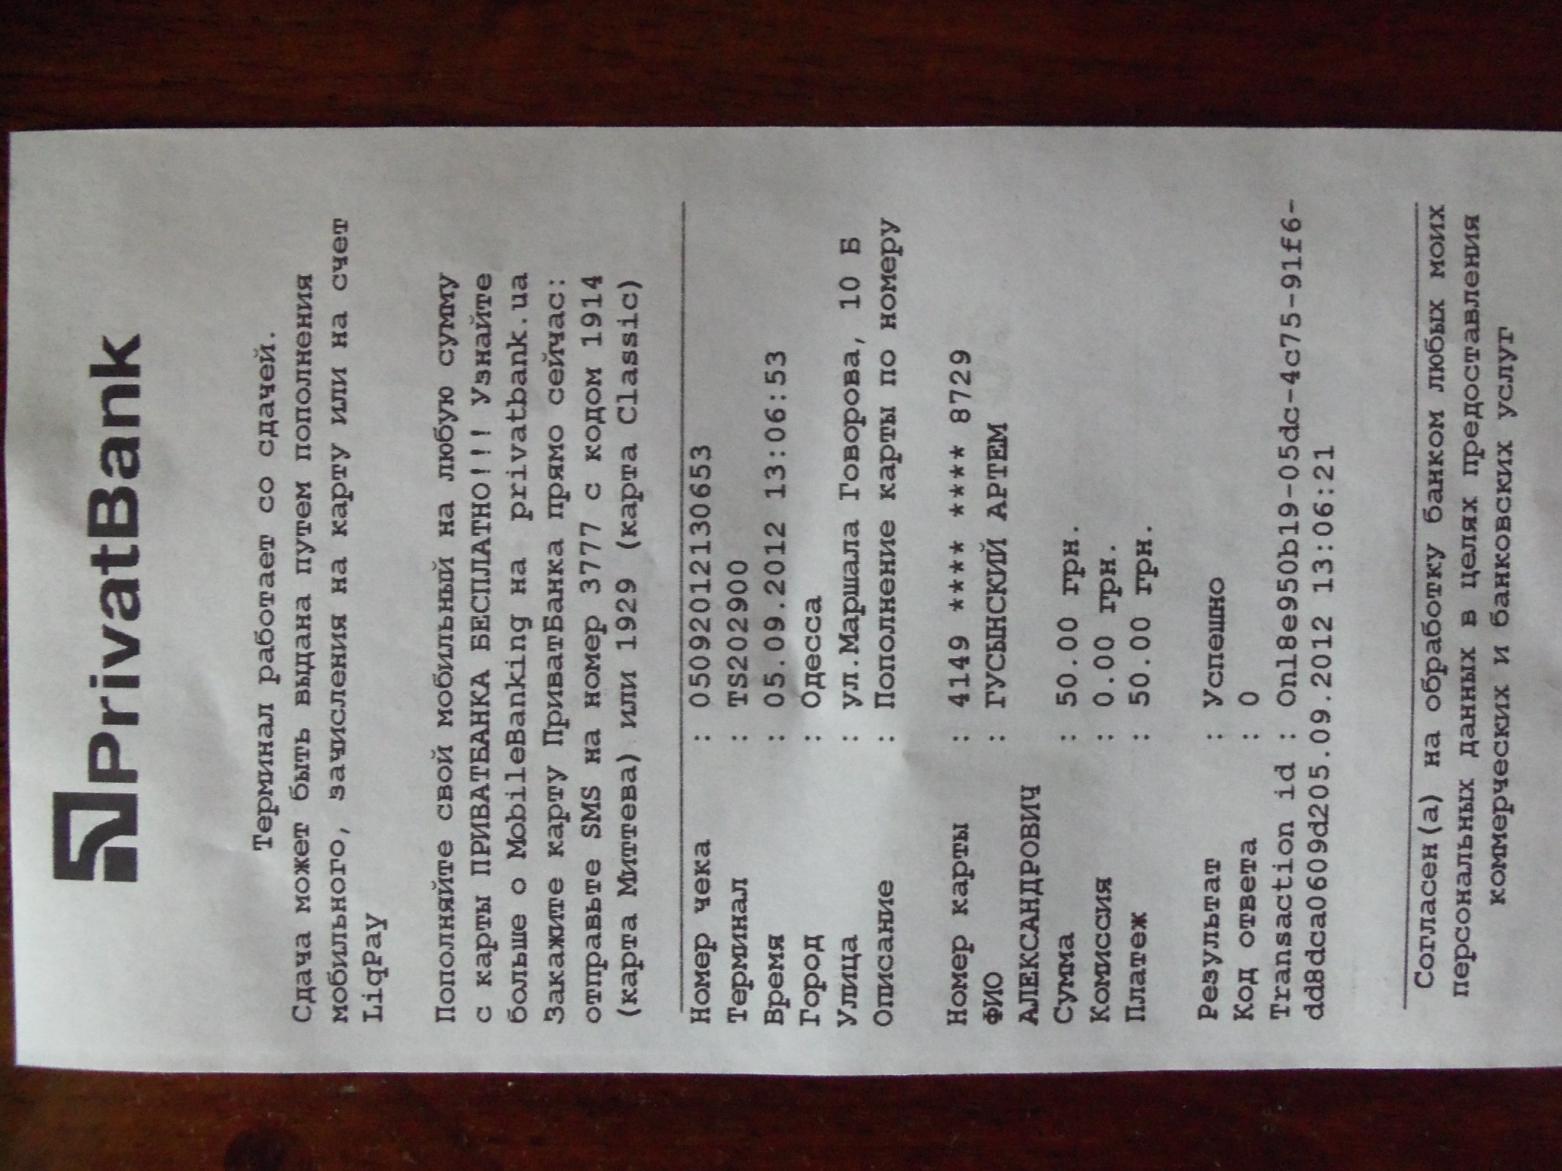 PrivatBank
Терминал работает со сдачей.
Сдача может быть выдана путем пополнения
мобильного, зачисления на карту или на счет
LiqPay
Пополняйте свой мобильный на любую сумму
с карты ПРИВАТБАНКА БЕСПЛАТНО!!! Узнайте
больше о MobileBanking на privatbank.ua
Закажите карту ПриватБанка прямо сейчас:
отправьте SMS на номер 3777 с кодом 1914
(карта Миттєва) или 1929 (карта Classic)
Номер чека : 050920121130653
Терминал : TS202900
Время : 05.09.2012 13:06:53
Город : Одесса
Улица : ул.Маршала Говорова, 10 Б
Описание : Пополнение карты по номеру
Номер карты : 4149 **** **** 8729
ФИО : ГУСЫНСКИЙ АРТЕМ
АЛЕКСАНДРОВИЧ
Сумма : 50.00 грн.
Комиссия : 0.00 грн.
Платеж : 50.00 грн.
Результат : Успешно
Код ответа : 0
Transaction id : Onl8e950b19-05dc-4c75-91f6-
dd8dca0609d205.09.2012 13:06:21
Согласен(а) на обработку банком любых моих
персональных данных в целях предоставления
коммерческих и банковских услуг